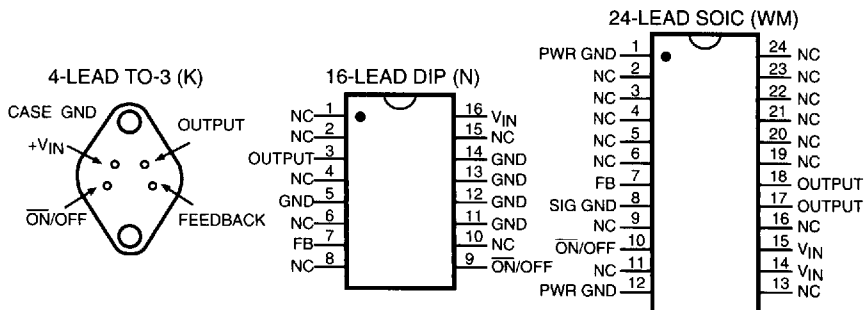 24-LEAD SOIC (WM)
4-LEAD TO-3 (K)
CASE GND
+VIN
OUTPUT
ON/OFF
FEEDBACK
16-LEAD DIP (N)
NC 1 16 VIN
NC 2 15 NC
OUTPUT 3 14 GND
NC 4 13 GND
GND 5 12 GND
NC 6 11 GND
FB 7 10 NC
NC 8 9 ON/OFF
PWR GND 1 24 NC
NC 2 23 NC
NC 3 22 NC
NC 4 21 NC
NC 5 20 NC
NC 6 19 NC
FB 7 18 OUTPUT
SIG GND 8 17 OUTPUT
NC 9 16 NC
ON/OFF 10 15 VIN
NC 11 14 VIN
PWR GND 12 13 NC